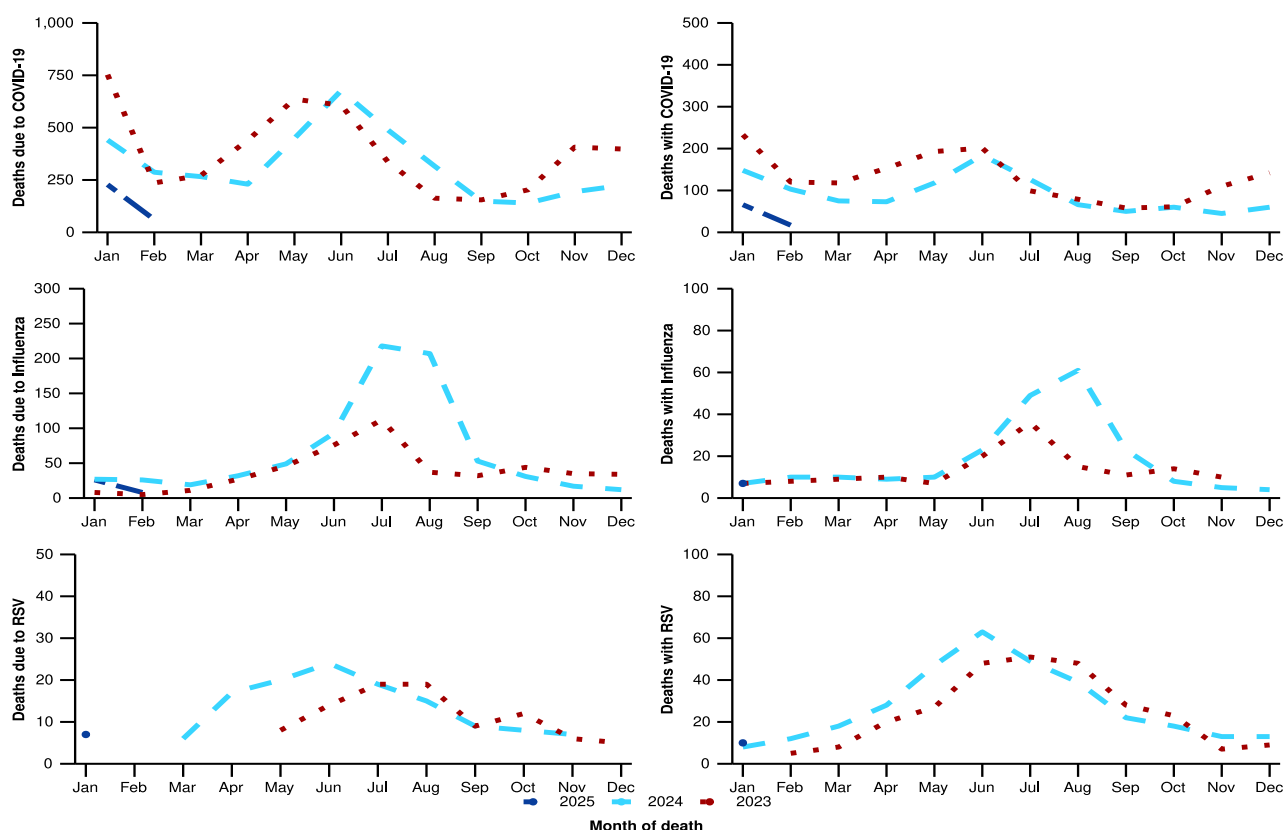 Deaths due to COVID-19
1,000
750
500
250
0
Jan Feb Mar Apr May Jun Jul Aug Sep Oct Nov Dec
Deaths with COVID-19
500
400
300
200
100
0
Jan Feb Mar Apr May Jun Jul Aug Sep Oct Nov Dec
Deaths due to Influenza
300
250
200
150
100
50
0
Jan Feb Mar Apr May Jun Jul Aug Sep Oct Nov Dec
Deaths with Influenza
100
80
60
40
20
0
Jan Feb Mar Apr May Jun Jul Aug Sep Oct Nov Dec
Deaths due to RSV
50
40
30
20
10
0
Jan Feb Mar Apr May Jun Jul Aug Sep Oct Nov Dec
Deaths with RSV
100
80
60
40
20
0
Jan Feb Mar Apr May Jun Jul Aug Sep Oct Nov Dec
2025 2024 2023
Month of death